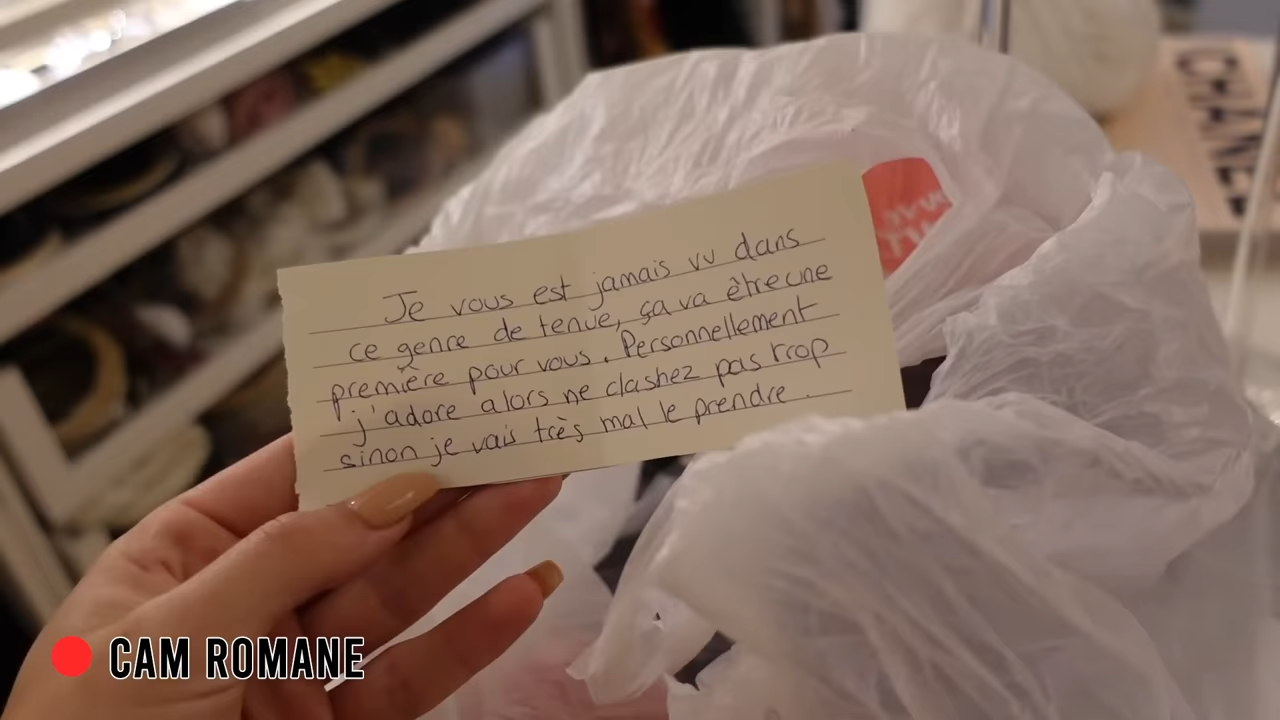 Je vous est jamais vu dans
ce genre de tenue, ça va être une
première pour vous. Personnellement
j'adore alors ne clashez pas trop
sinon je vais très mal le prendre.
CHANEL
CAM ROMANE